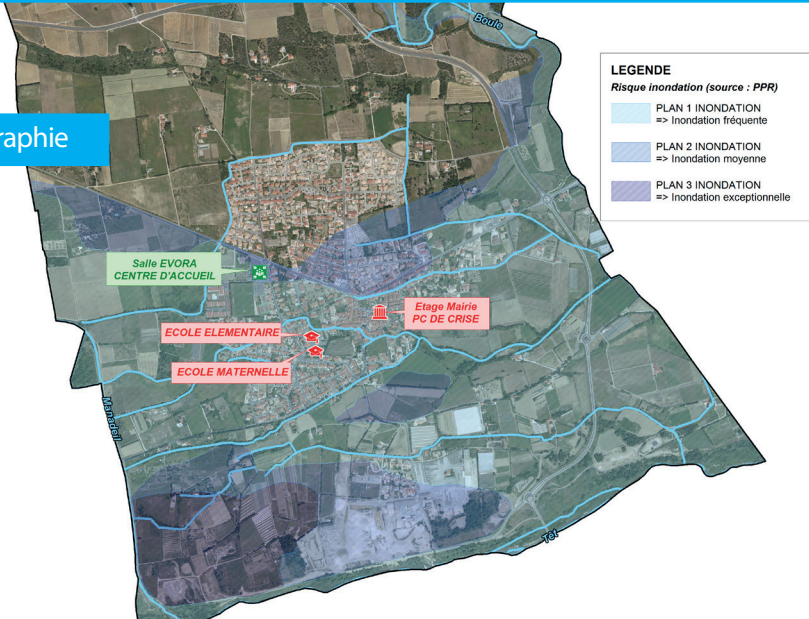 Boule
raphie
LEGENDE
Risque inondation (source : PPR)
PLAN 1 INONDATION
=> Inondation fréquente
PLAN 2 INONDATION
=> Inondation moyenne
PLAN 3 INONDATION
=> Inondation exceptionnelle
Salle EVORA
CENTRE D'ACCUEIL
Etage Mairie
PC DE CRISE
ECOLE ELEMENTAIRE
ECOLE MATERNELLE
Manadeil
Têt